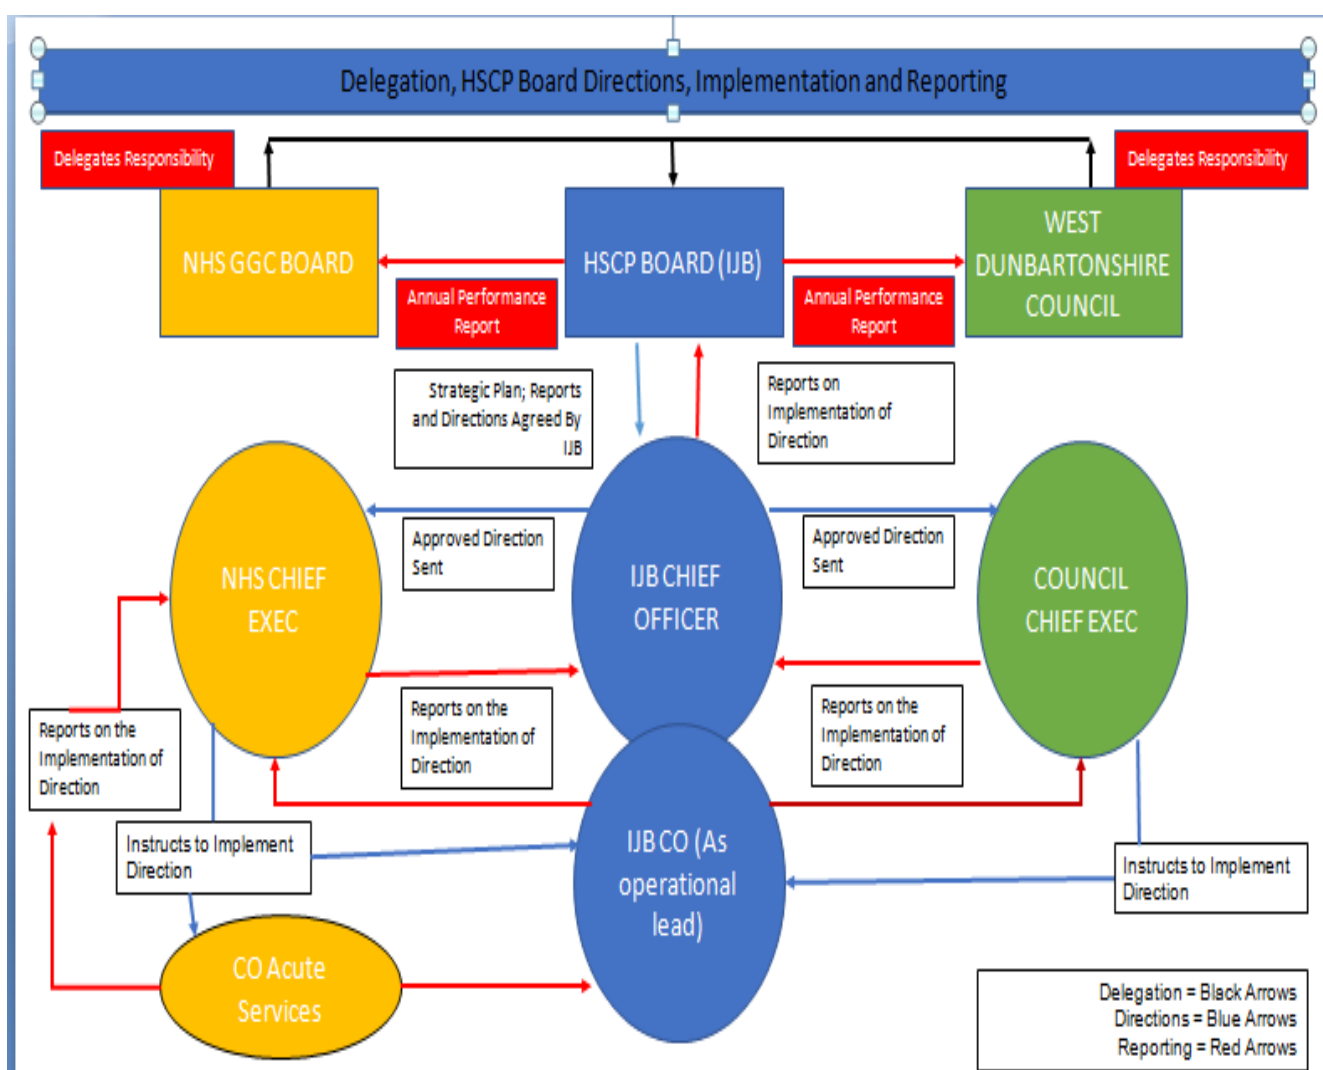 Delegation, HSCP Board Directions, Implementation and Reporting
Delegates Responsibility
Delegates Responsibility
NHS GGC BOARD
HSCP BOARD (IJB)
WEST
DUNBARTONSHIRE
COUNCIL
Annual Performance
Report
Annual Performance
Report
Strategic Plan; Reports
and Directions Agreed By
IJB
Reports on
Implementation of
Direction
NHS CHIEF
EXEC
Approved Direction
Sent
IJB CHIEF
OFFICER
Approved Direction
Sent
COUNCIL
CHIEF EXEC
Reports on the
Implementation of
Direction
Reports on the
Implementation of
Direction
Reports on the
Implementation of
Direction
Instructs to Implement
Direction
IJB CO (As
operational
lead)
Instructs to Implement
Direction
CO Acute
Services
Delegation = Black Arrows
Directions = Blue Arrows
Reporting = Red Arrows